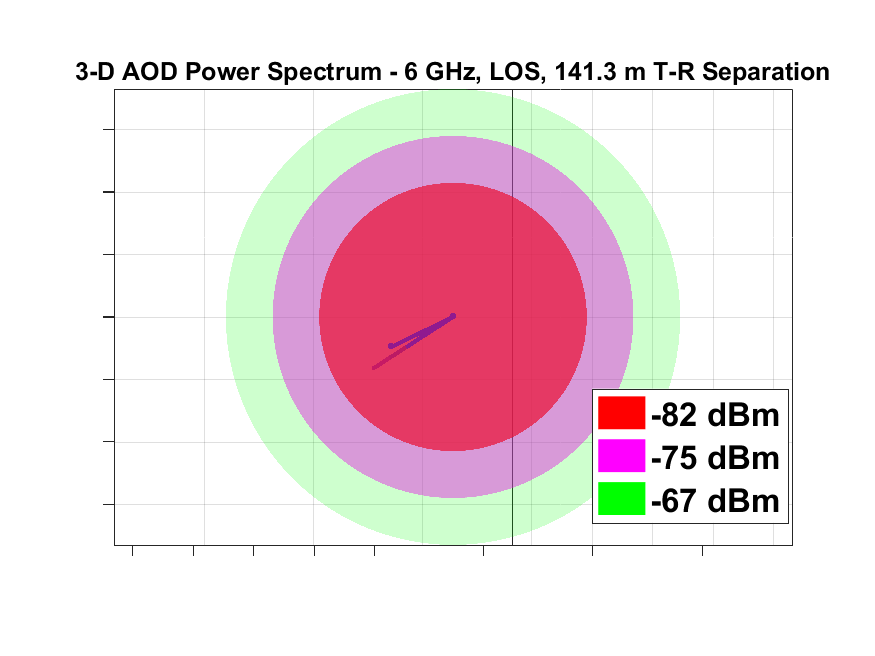 3-D AOD Power Spectrum - 6 GHz, LOS, 141.3 m T-R Separation
-82 dBm
-75 dBm
-67 dBm